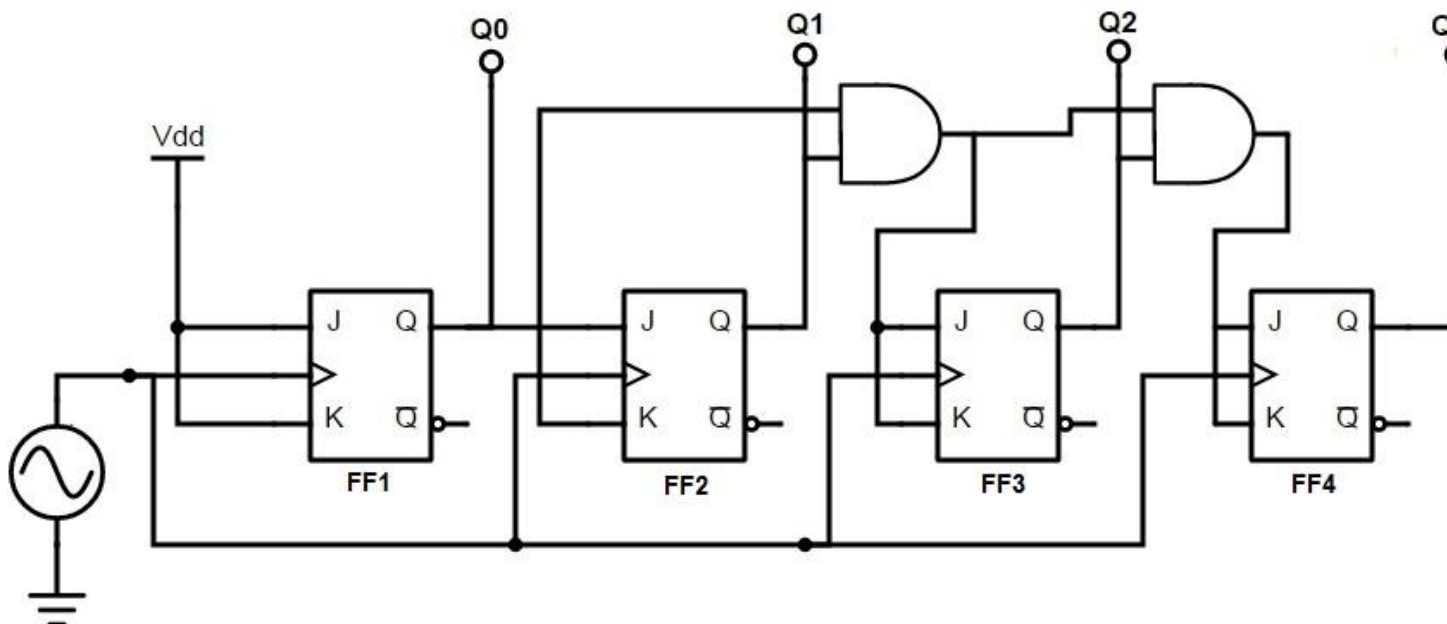 Q0 Q1 Q2 Q
Vdd
J Q J Q J Q J Q
K Q̅ K Q̅ K Q̅ K Q̅
FF1 FF2 FF3 FF4